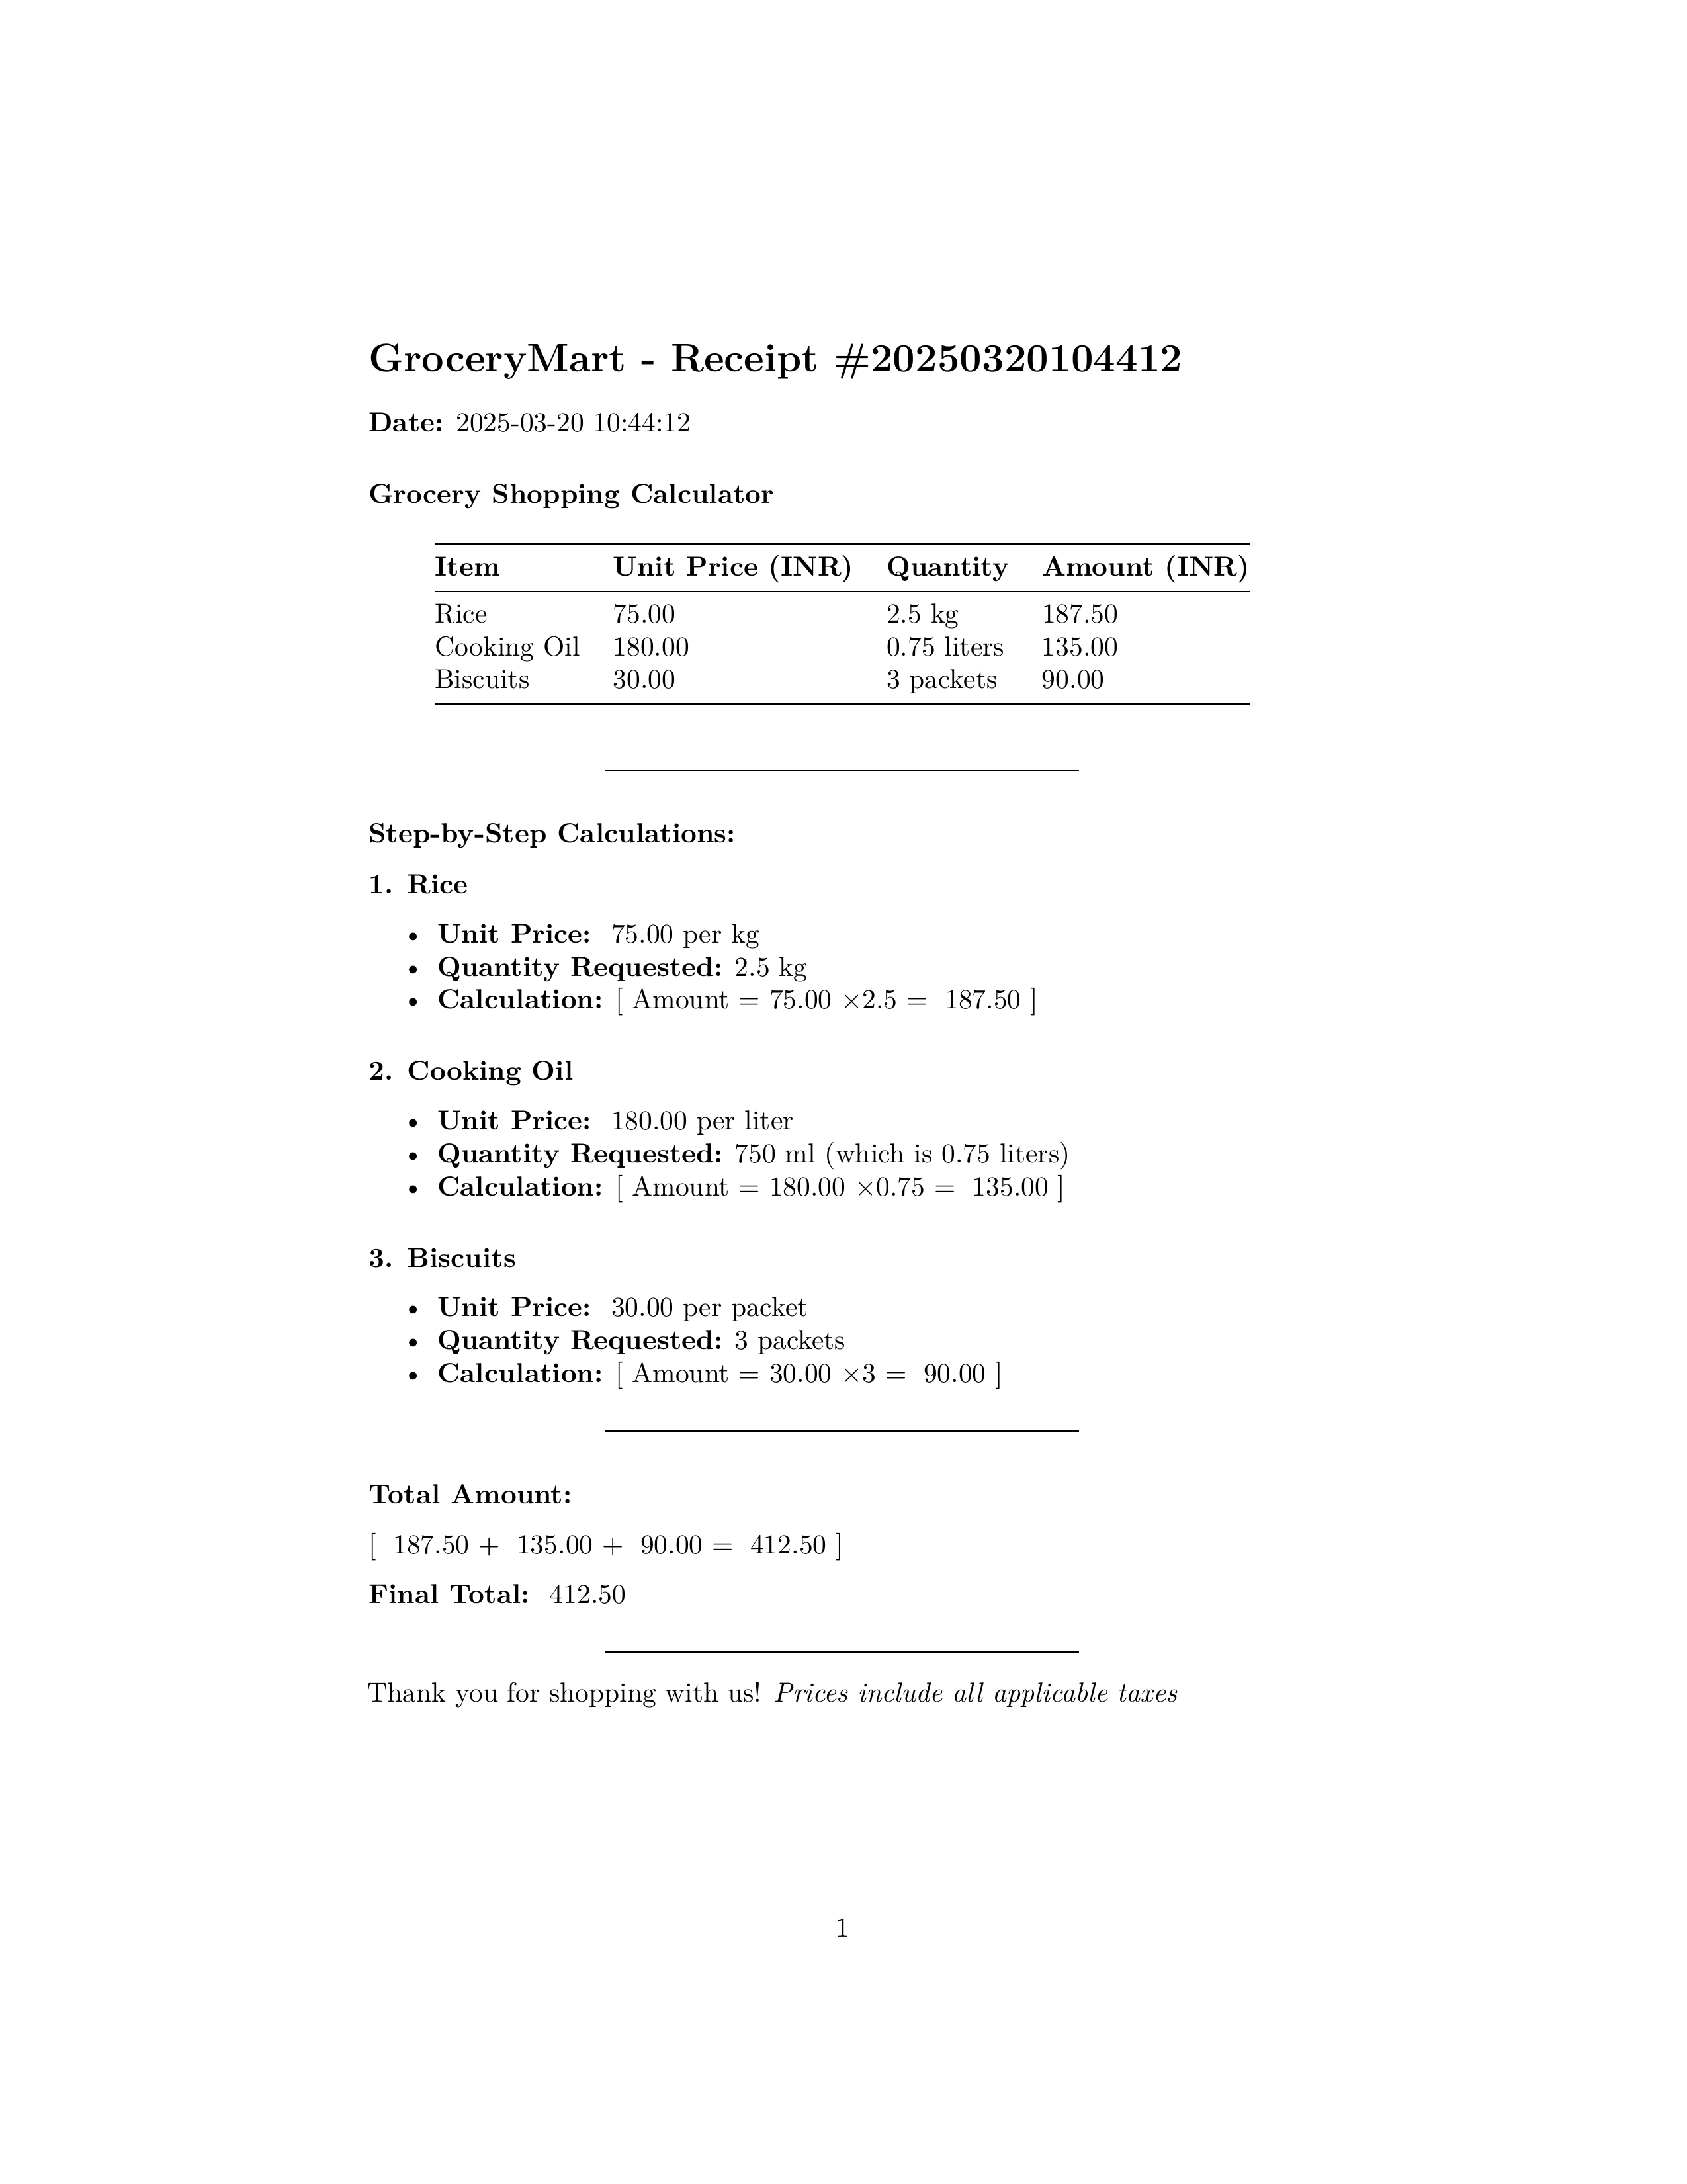 GroceryMart - Receipt #20250320104412
Date: 2025-03-20 10:44:12
Grocery Shopping Calculator
Item Unit Price (INR) Quantity Amount (INR)
Rice 75.00 2.5 kg 187.50
Cooking Oil 180.00 0.75 liters 135.00
Biscuits 30.00 3 packets 90.00
Step-by-Step Calculations:
1. Rice
• Unit Price: 75.00 per kg
• Quantity Requested: 2.5 kg
• Calculation: [ Amount = 75.00 ×2.5 = 187.50 ]
2. Cooking Oil
• Unit Price: 180.00 per liter
• Quantity Requested: 750 ml (which is 0.75 liters)
• Calculation: [ Amount = 180.00 ×0.75 = 135.00 ]
3. Biscuits
• Unit Price: 30.00 per packet
• Quantity Requested: 3 packets
• Calculation: [ Amount = 30.00 ×3 = 90.00 ]
Total Amount:
[ 187.50 + 135.00 + 90.00 = 412.50 ]
Final Total: 412.50
Thank you for shopping with us! Prices include all applicable taxes
1